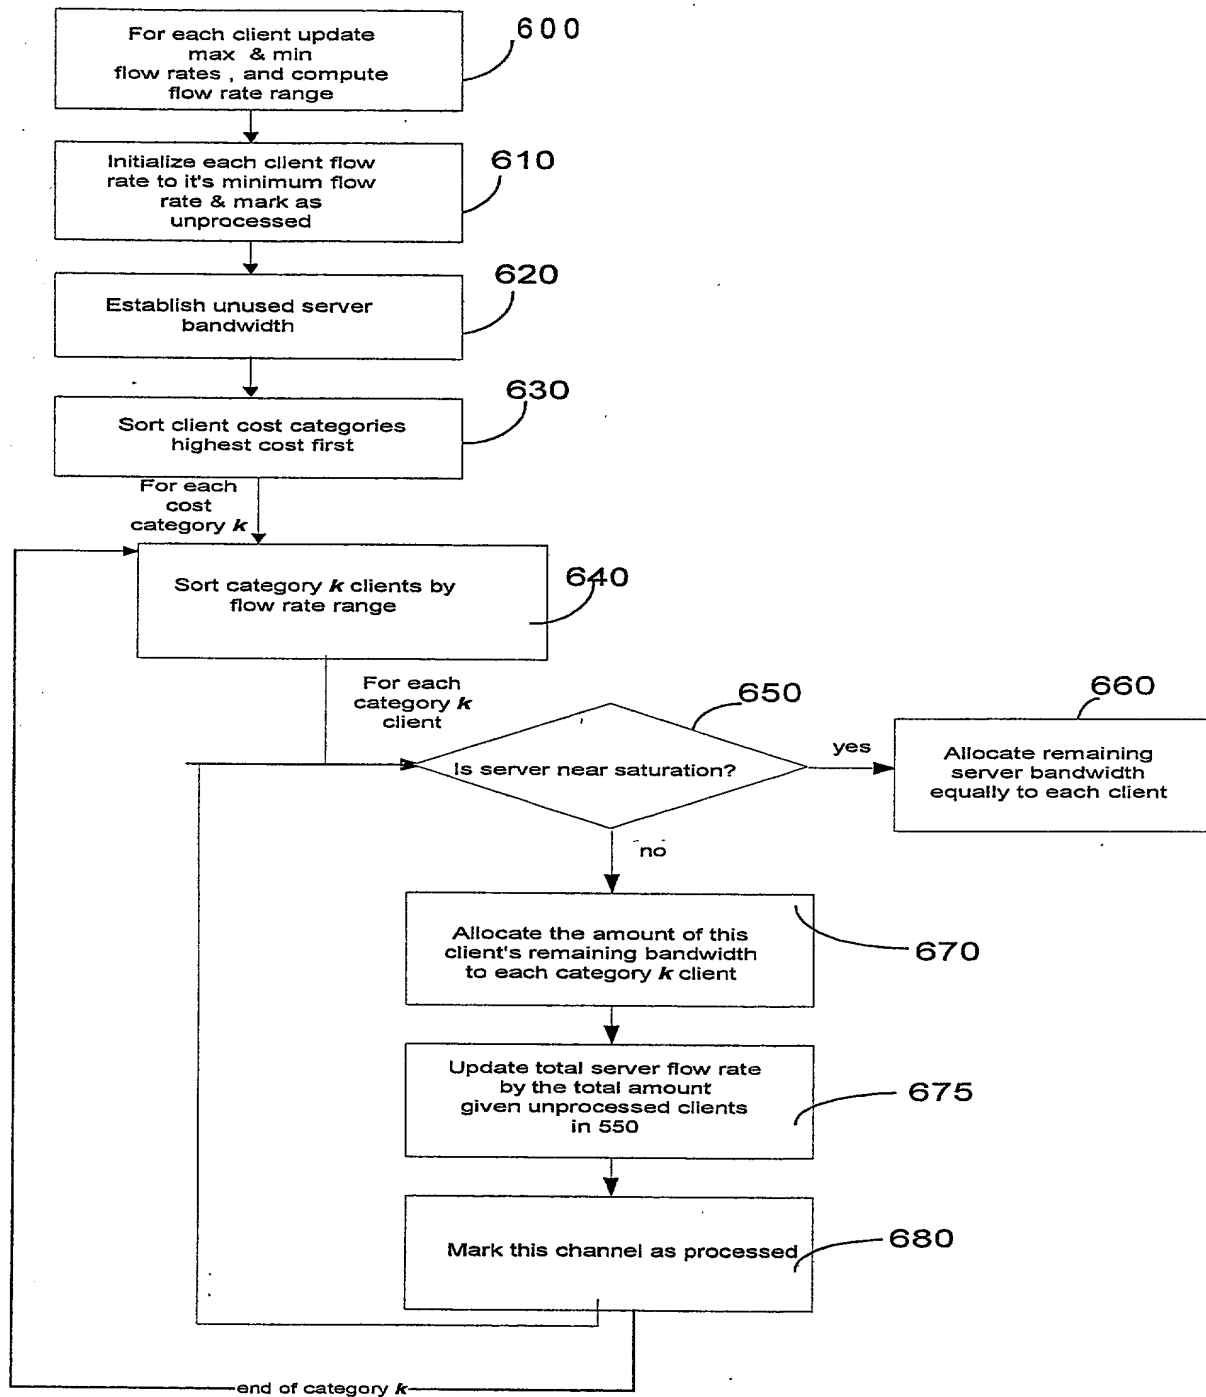 For each client update
max & min
flow rates , and compute
flow rate range
600
Initialize each client flow
rate to it's minimum flow
rate & mark as
unprocessed
610
Establish unused server
bandwidth
620
Sort client cost categories
highest cost first
630
For each
cost
category k
Sort category k clients by
flow rate range
640
For each
category k
client
Is server near saturation?
650
yes
Allocate remaining
server bandwidth
equally to each client
660
no
Allocate the amount of this
client's remaining bandwidth
to each category k client
670
Update total server flow rate
by the total amount
given unprocessed clients
in 550
675
Mark this channel as processed
680
end of category k